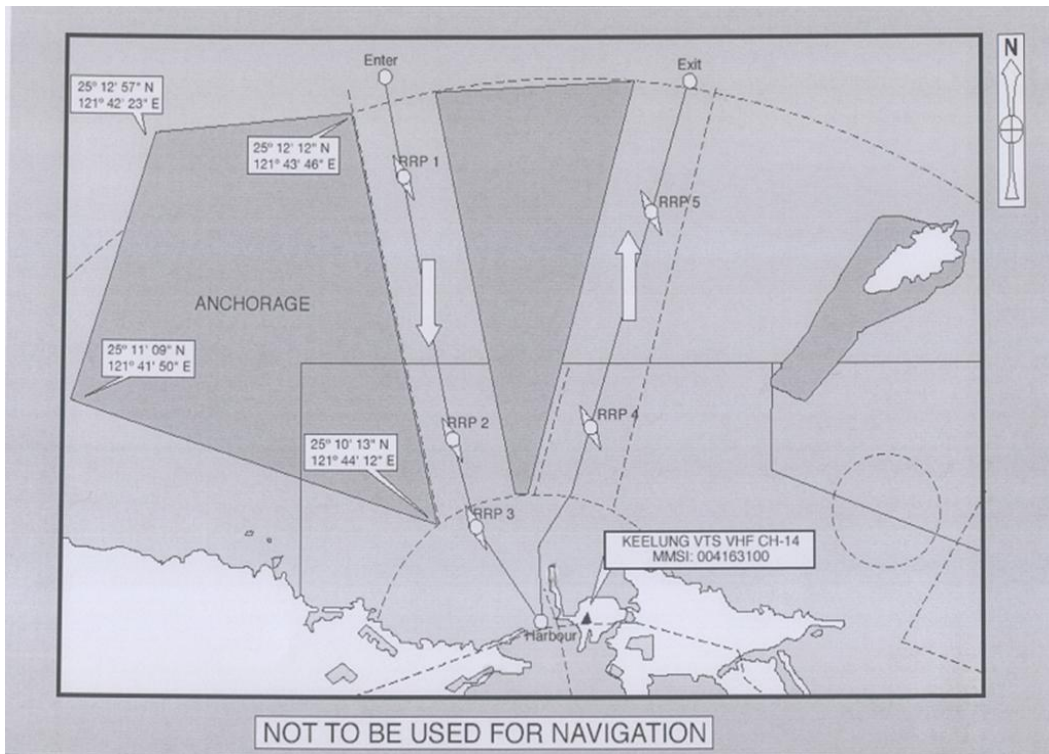 Enter
Exit
N
25° 12' 57" N
121° 42' 23" E
25° 12' 12" N
121° 43' 46" E
RRP 1
RRP 5
ANCHORAGE
25° 11' 09" N
121° 41' 50" E
RRP 2
RRP 4
25° 10' 13" N
121° 44' 12" E
RRP 3
KEELUNG VTS VHF CH-14
MMSI: 004163100
Harbour
NOT TO BE USED FOR NAVIGATION